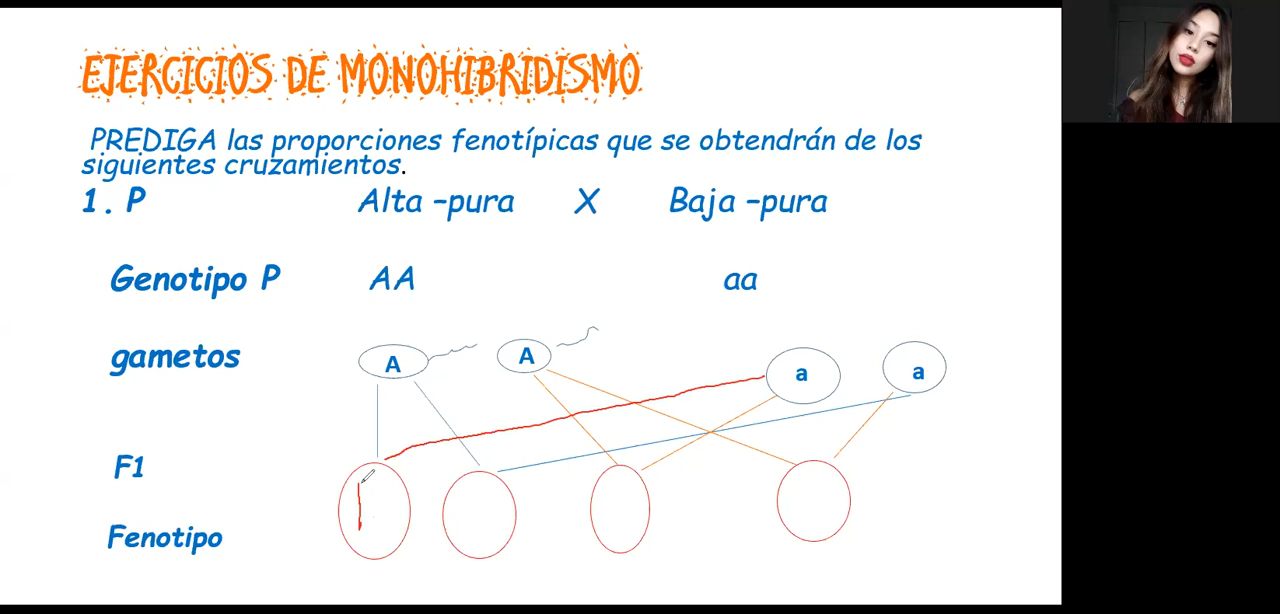 EJERCICIOS DE MONOHIBRIDISMO
PREDIGA las proporciones fenotípicas que se obtendrán de los
siguientes cruzamientos.
1. P Alta -pura X Baja -pura
Genotipo P AA aa
gametos A A a a
F1
Fenotipo